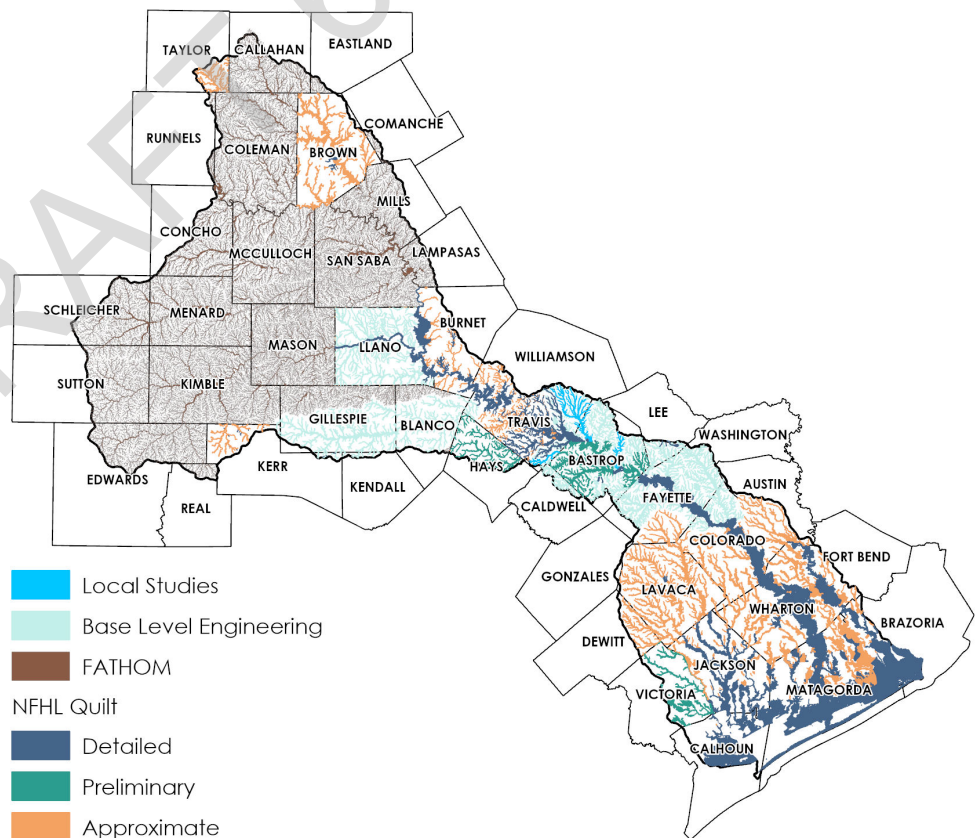 DRAFT
EASTLAND
TAYLOR
CALLAHAN
COMANCHE
RUNNELS
COLEMAN
BROWN
MILLS
CONCHO
MCCULLOCH
SAN SABA
LAMPASAS
SCHLEICHER
MENARD
BURNET
MASON
LLANO
WILLIAMSON
SUTTON
KIMBLE
GILLESPIE
BLANCO
TRAVIS
LEE
WASHINGTON
BASTROP
HAYS
KERR
EDWARDS
KENDALL
AUSTIN
FAYETTE
CALDWELL
REAL
COLORADO
FORT BEND
GONZALES
LAVACA
WHARTON
BRAZORIA
DEWITT
JACKSON
VICTORIA
MATAGORDA
CALHOUN
Local Studies
Base Level Engineering
FATHOM
NFHL Quilt
Detailed
Preliminary
Approximate